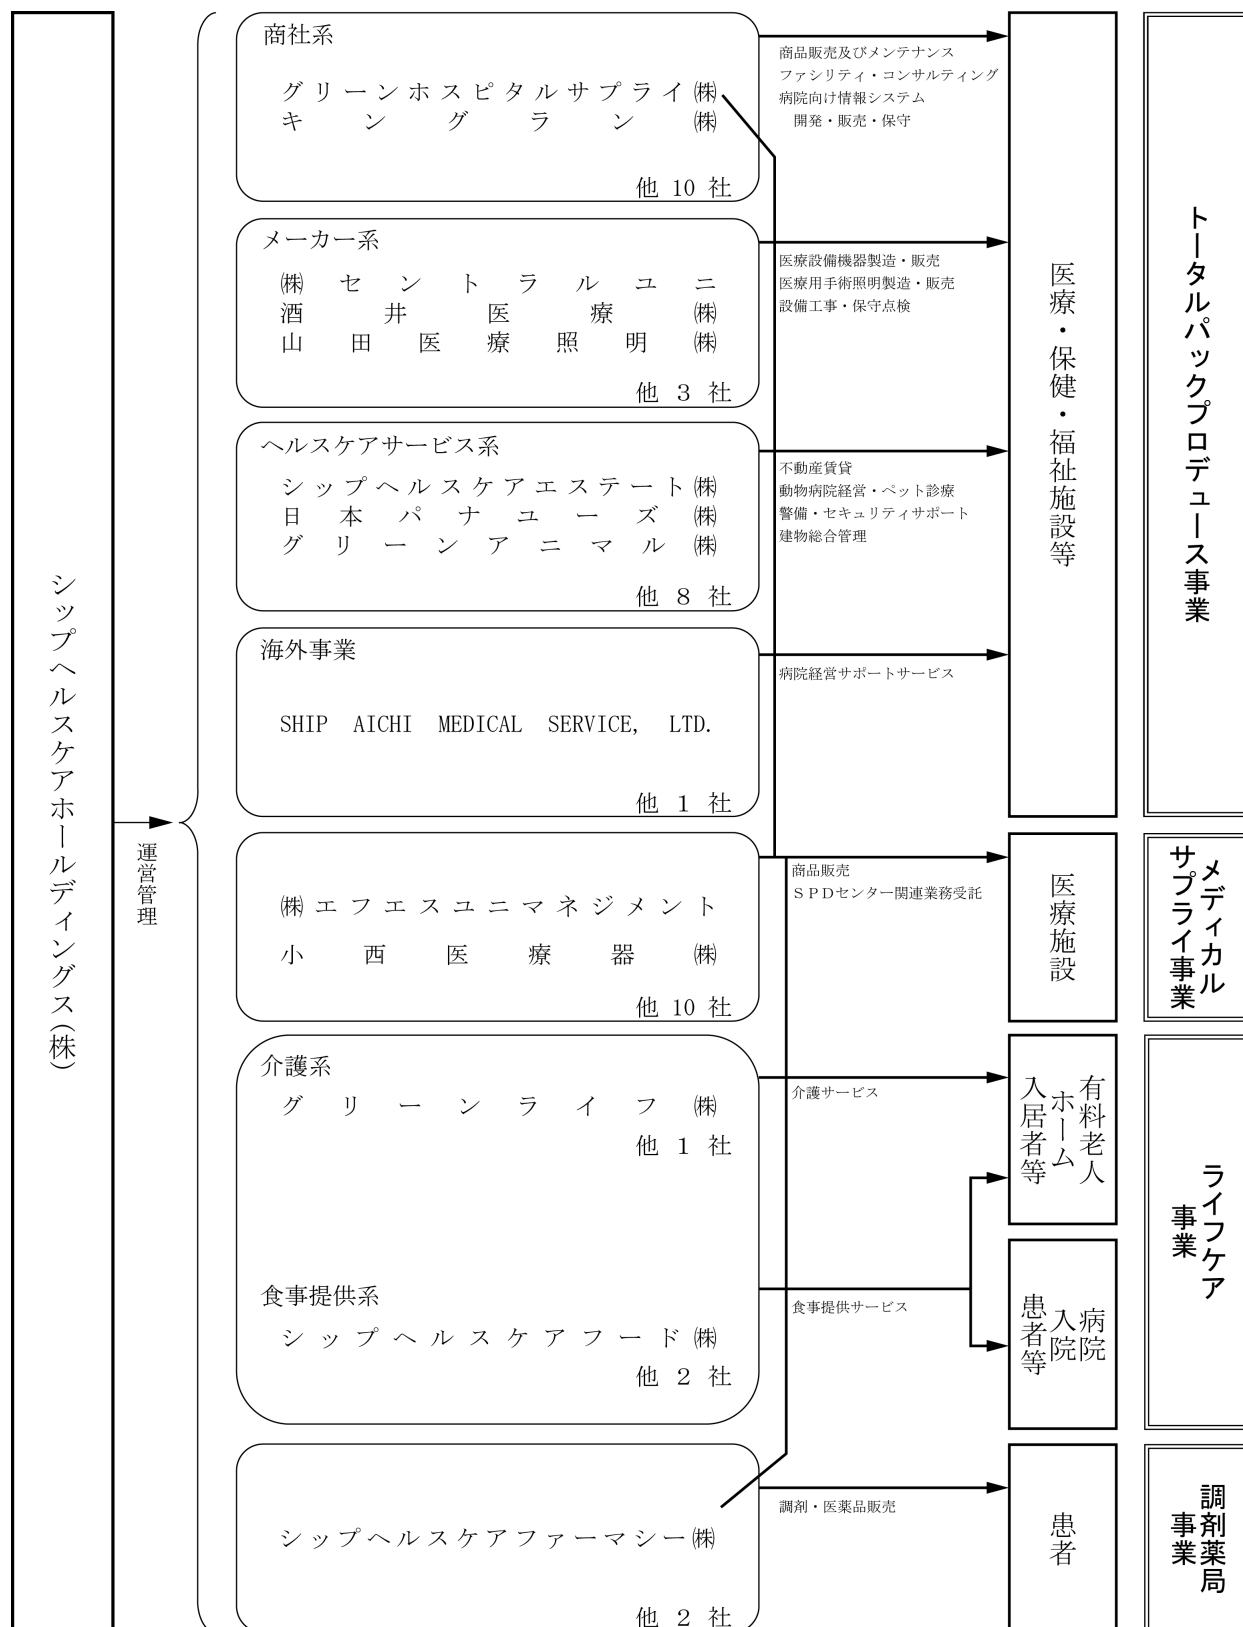 シップヘルスケアホールディングス(株)
運営管理
商社系
グリーンホスピタルサプライ㈱
キングラン㈱
他 10 社
商品販売及びメンテナンス
ファシリティ・コンサルティング
病院向け情報システム
開発・販売・保守
メーカー系
㈱セントラルユニ
酒井医療㈱
山田医療照明㈱
他 3 社
医療設備機器製造・販売
医療用手術照明製造・販売
設備工事・保守点検
ヘルスケアサービス系
シップヘルスケアエステート㈱
日本パナユーズ㈱
グリーンアニマル㈱
他 8 社
不動産賃貸
動物病院経営・ペット診療
警備・セキュリティサポート
建物総合管理
海外事業
SHIP AICHI MEDICAL SERVICE, LTD.
他 1 社
病院経営サポートサービス
医療・保健・福祉施設等
トータルパックプロデュース事業
㈱エフエスユニマネジメント
小西医療器㈱
他 10 社
商品販売
ＳＰＤセンター関連業務受託
医療施設
メディカル
サプライ事業
介護系
グリーンライフ㈱
他 1 社
介護サービス
有料老人
ホーム
入居者等
食事提供系
シップヘルスケアフード㈱
他 2 社
食事提供サービス
病院
入院
患者等
ライフケア
事業
シップヘルスケアファーマシー㈱
他 2 社
調剤・医薬品販売
患者
調剤薬局
事業